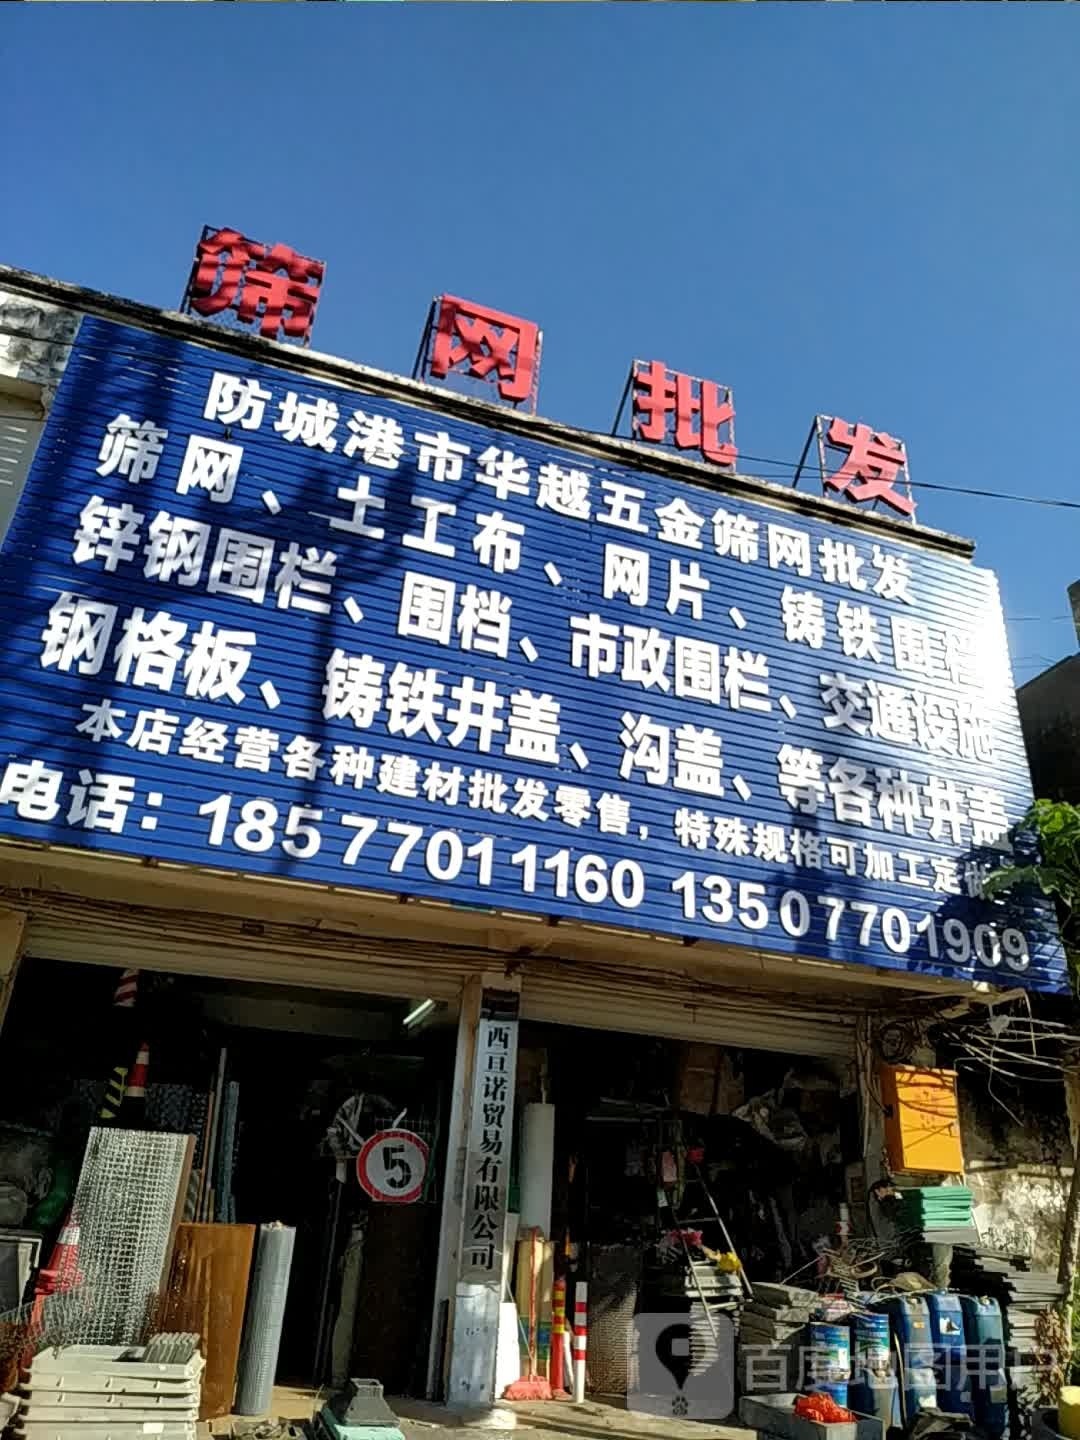 筛网批发
防城港市华越五金筛网批发
筛网、土工布、网片、铸铁围栏
锌钢围栏、围档、市政围栏、交通设施
钢格板、铸铁井盖、沟盖、等各种井盖
本店经营各种建材批发零售，特殊规格可加工定做
电话：18577011160 13507701909
西亘诺贸易有限公司
5
百度地图用户